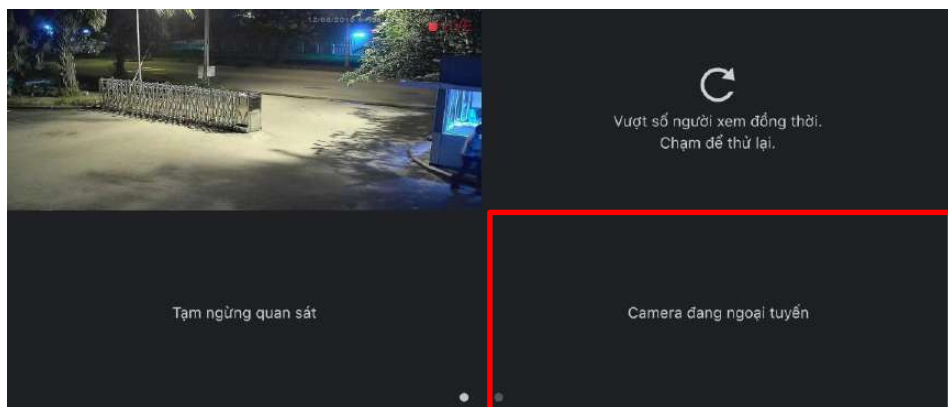 Vượt số người xem đồng thời.
Chạm để thử lại.
Tạm ngừng quan sát
Camera đang ngoại tuyến